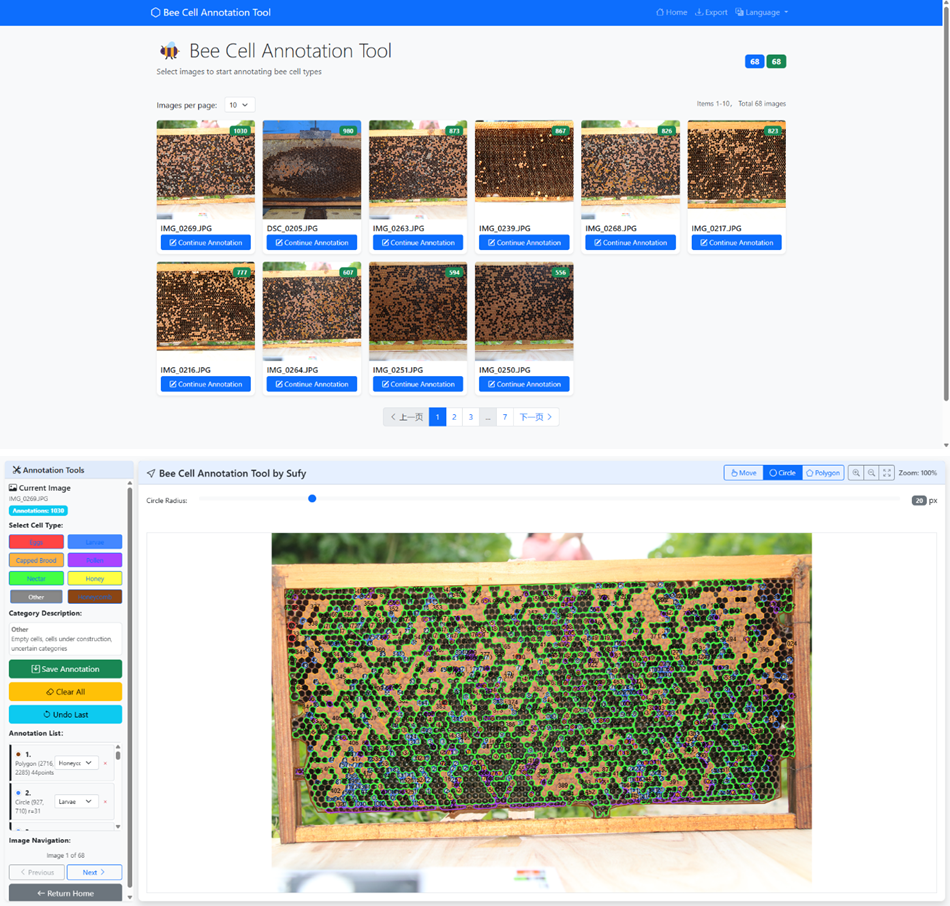 Bee Cell Annotation Tool
Home Export Language
Bee Cell Annotation Tool
Select images to start annotating bee cell types
68 68
Images per page: 10
Items 1-10, Total 68 images
1030 980 873 867 826 823
IMG_0269.JPG DSC_0205.JPG IMG_0263.JPG IMG_0239.JPG IMG_0268.JPG IMG_0217.JPG
Continue Annotation Continue Annotation Continue Annotation Continue Annotation Continue Annotation Continue Annotation
777 607 594 556
IMG_0216.JPG IMG_0264.JPG IMG_0251.JPG IMG_0250.JPG
Continue Annotation Continue Annotation Continue Annotation Continue Annotation
上一页 1 2 3 ... 7 下一页
Annotation Tools
Current Image
IMG_0269.JPG
Annotations: 1030
Select Cell Type:
Larvae
Capped Brood
Nectar Honey
Other
Category Description:
Other
Empty cells, cells under construction,
uncertain categories
Save Annotation
Clear All
Undo Last
Annotation List:
1.
Polygon (2716,
2285) 44points
Honeyco
×
2.
Circle (927,
710) r=31
Larvae
×
Image Navigation:
Image 1 of 68
Previous Next
Return Home
Bee Cell Annotation Tool by Sufy
Move Circle Polygon Zoom: 100%
Circle Radius: 20 px